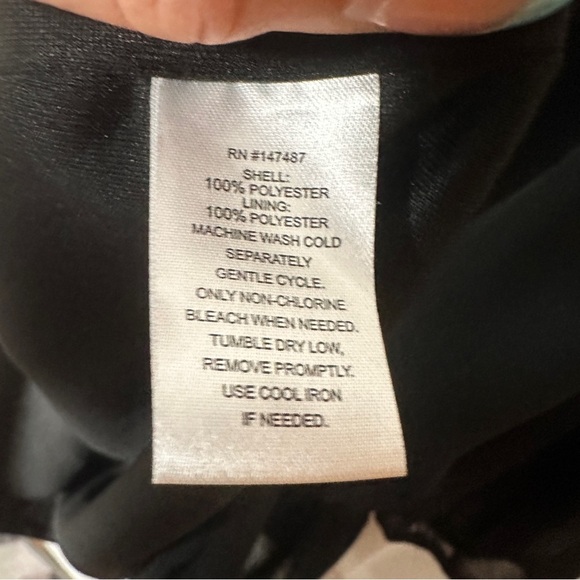 RN #147487
SHELL:
100% POLYESTER
LINING:
100% POLYESTER
MACHINE WASH COLD
SEPARATELY
GENTLE CYCLE.
ONLY NON-CHLORINE
BLEACH WHEN NEEDED.
TUMBLE DRY LOW,
REMOVE PROMPTLY.
USE COOL IRON
IF NEEDED.